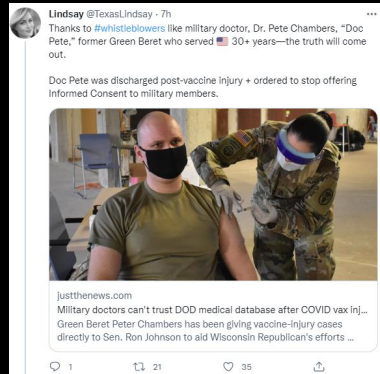 Lindsay @TexasLindsay · 7h
Thanks to #whistleblowers like military doctor, Dr. Pete Chambers, “Doc
Pete,” former Green Beret who served 🇺🇸 30+ years—the truth will come
out.
Doc Pete was discharged post-vaccine injury + ordered to stop offering
Informed Consent to military members.
justthenews.com
Military doctors can't trust DOD medical database after COVID vax inj...
Green Beret Peter Chambers has been giving vaccine-injury cases
directly to Sen. Ron Johnson to aid Wisconsin Republican's efforts ...
1 21 35